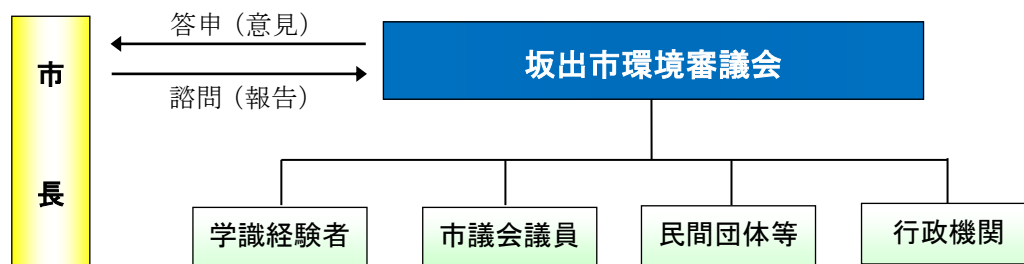 市長
答申（意見）
諮問（報告）
坂出市環境審議会
学識経験者
市議会議員
民間団体等
行政機関